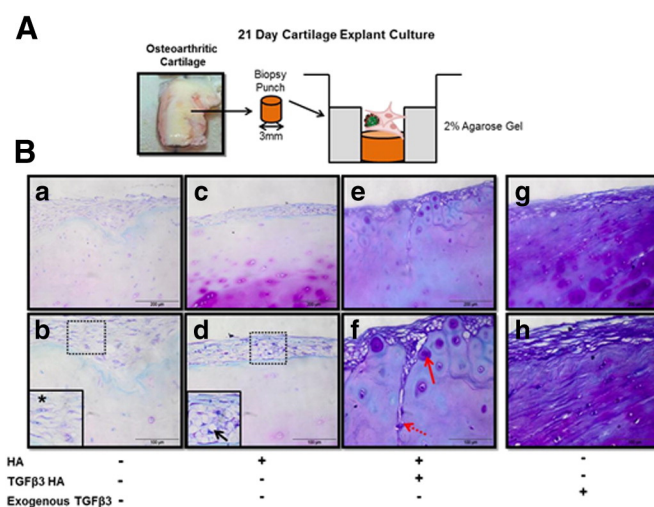 A
21 Day Cartilage Explant Culture
Osteoarthritic
Cartilage
Biopsy
Punch
3mm
2% Agarose Gel
B
a c e g
b d f h
*
HA - + + -
TGFβ3 HA - - + -
Exogenous TGFβ3 - - - +